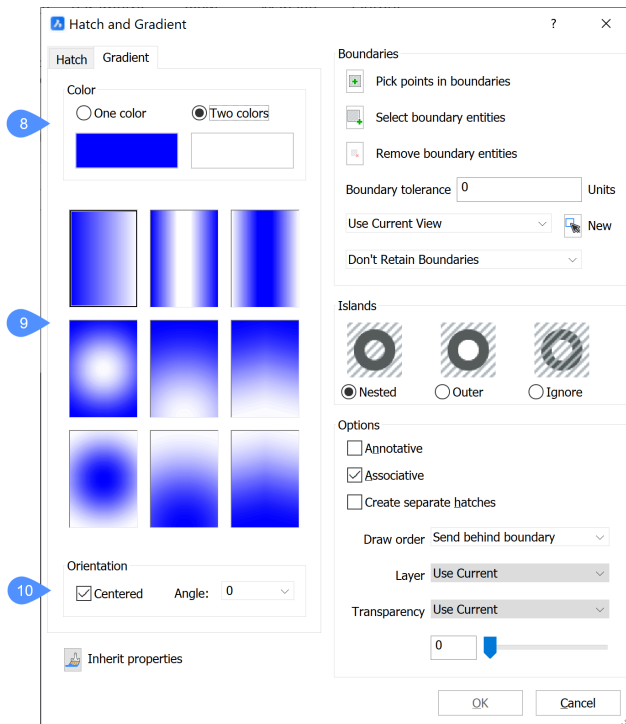 Hatch and Gradient
?
Hatch
Gradient
Color
One color
Two colors
8
9
Orientation
10
Centered
Angle: 0
Inherit properties
Boundaries
Pick points in boundaries
Select boundary entities
Remove boundary entities
Boundary tolerance 0 Units
Use Current View New
Don't Retain Boundaries
Islands
Nested Outer Ignore
Options
Annotative
Associative
Create separate hatches
Draw order Send behind boundary
Layer Use Current
Transparency Use Current
0
OK Cancel